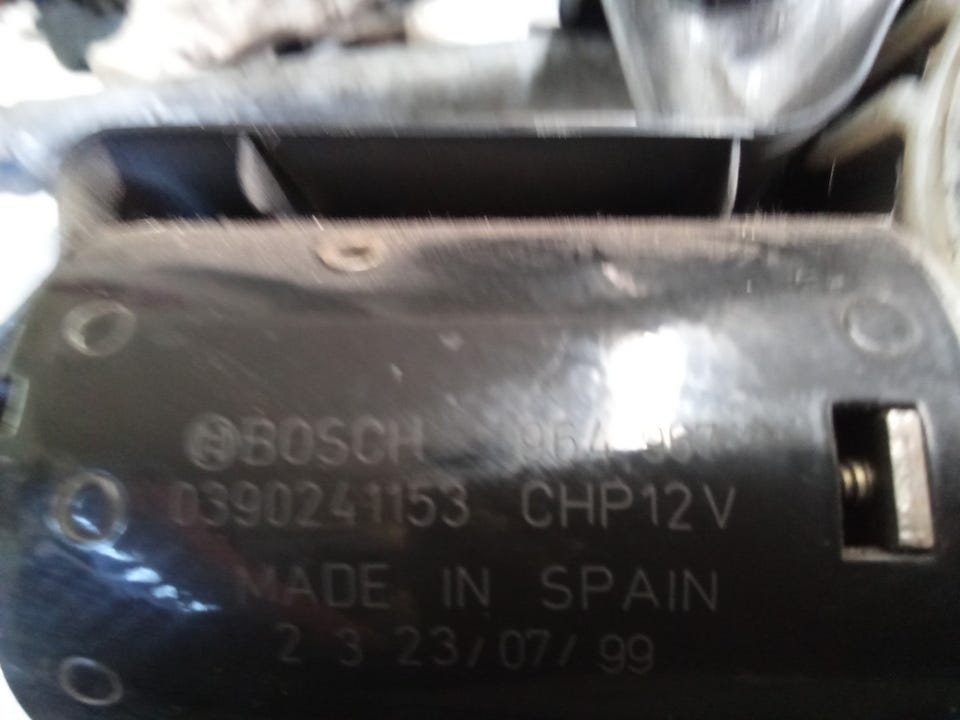 BOSCH
0390241153 CHP12V
MADE IN SPAIN
2 3 23/07/99